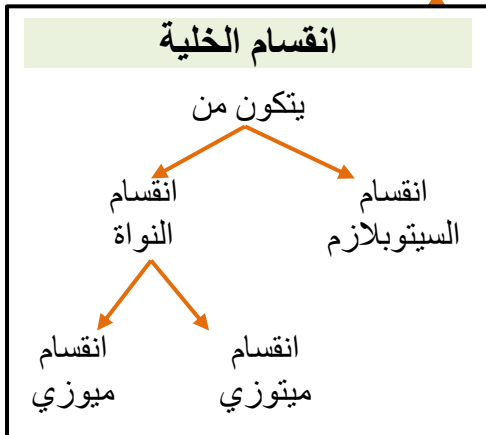 انقسام الخلية
يتكون من
انقسام
السيتوبلازم
انقسام
النواة
انقسام
ميتوزي
انقسام
ميوزي